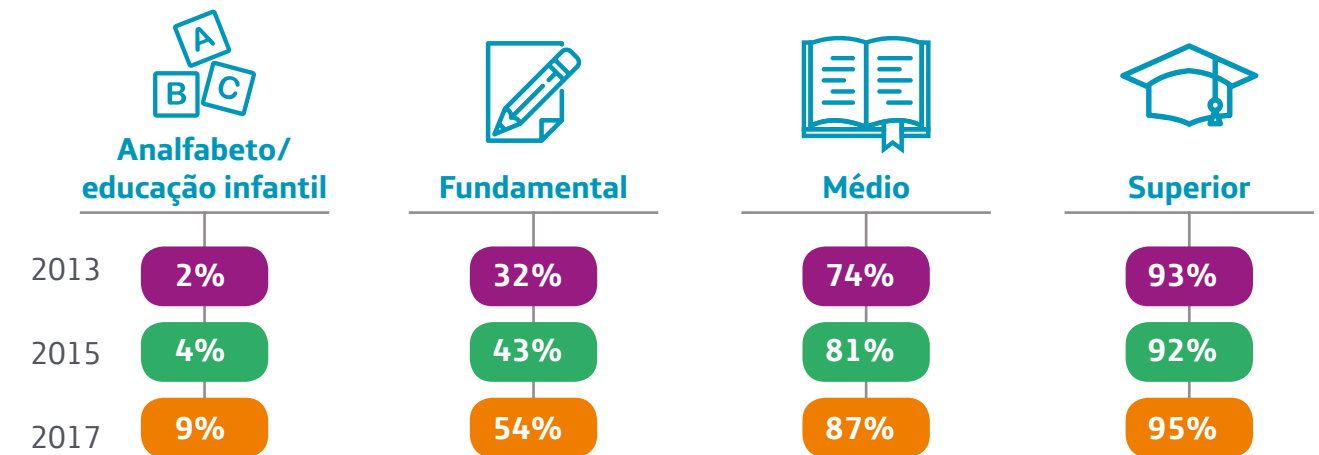 A
B C
Analfabeto/
educação infantil
Fundamental
Médio
Superior
2013 2% 32% 74% 93%
2015 4% 43% 81% 92%
2017 9% 54% 87% 95%